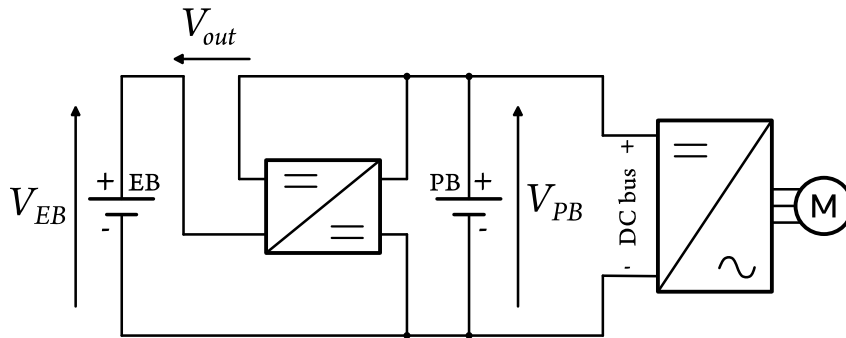 V_out
V_EB
+ EB
-
PB +
-
V_PB
DC bus
+
-
M